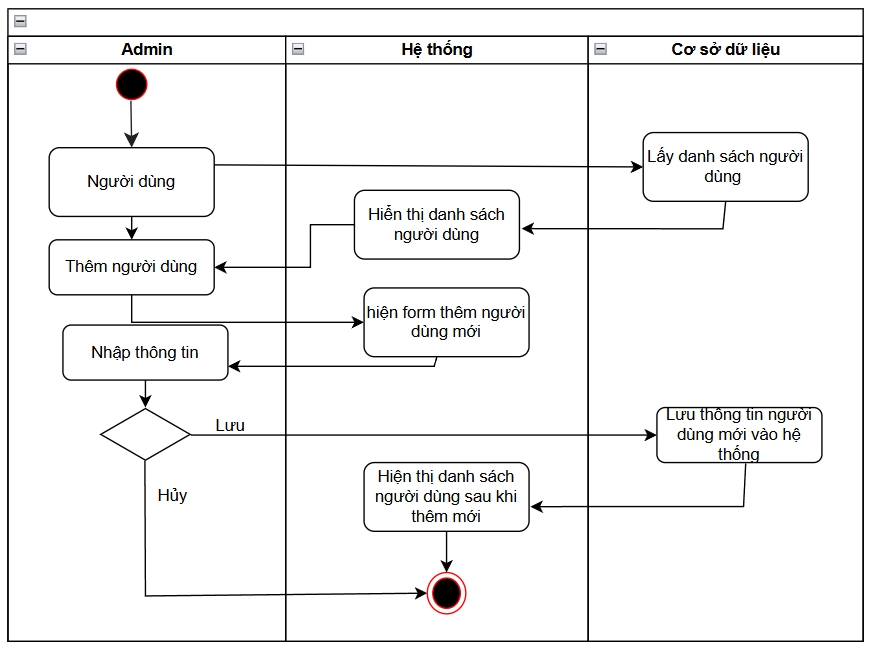 Admin
Hệ thống
Cơ sở dữ liệu
Người dùng
Lấy danh sách người
dùng
Hiển thị danh sách
người dùng
Thêm người dùng
hiện form thêm người
dùng mới
Nhập thông tin
Lưu
Lưu thông tin người
dùng mới vào hệ
thống
Hủy
Hiện thị danh sách
người dùng sau khi
thêm mới